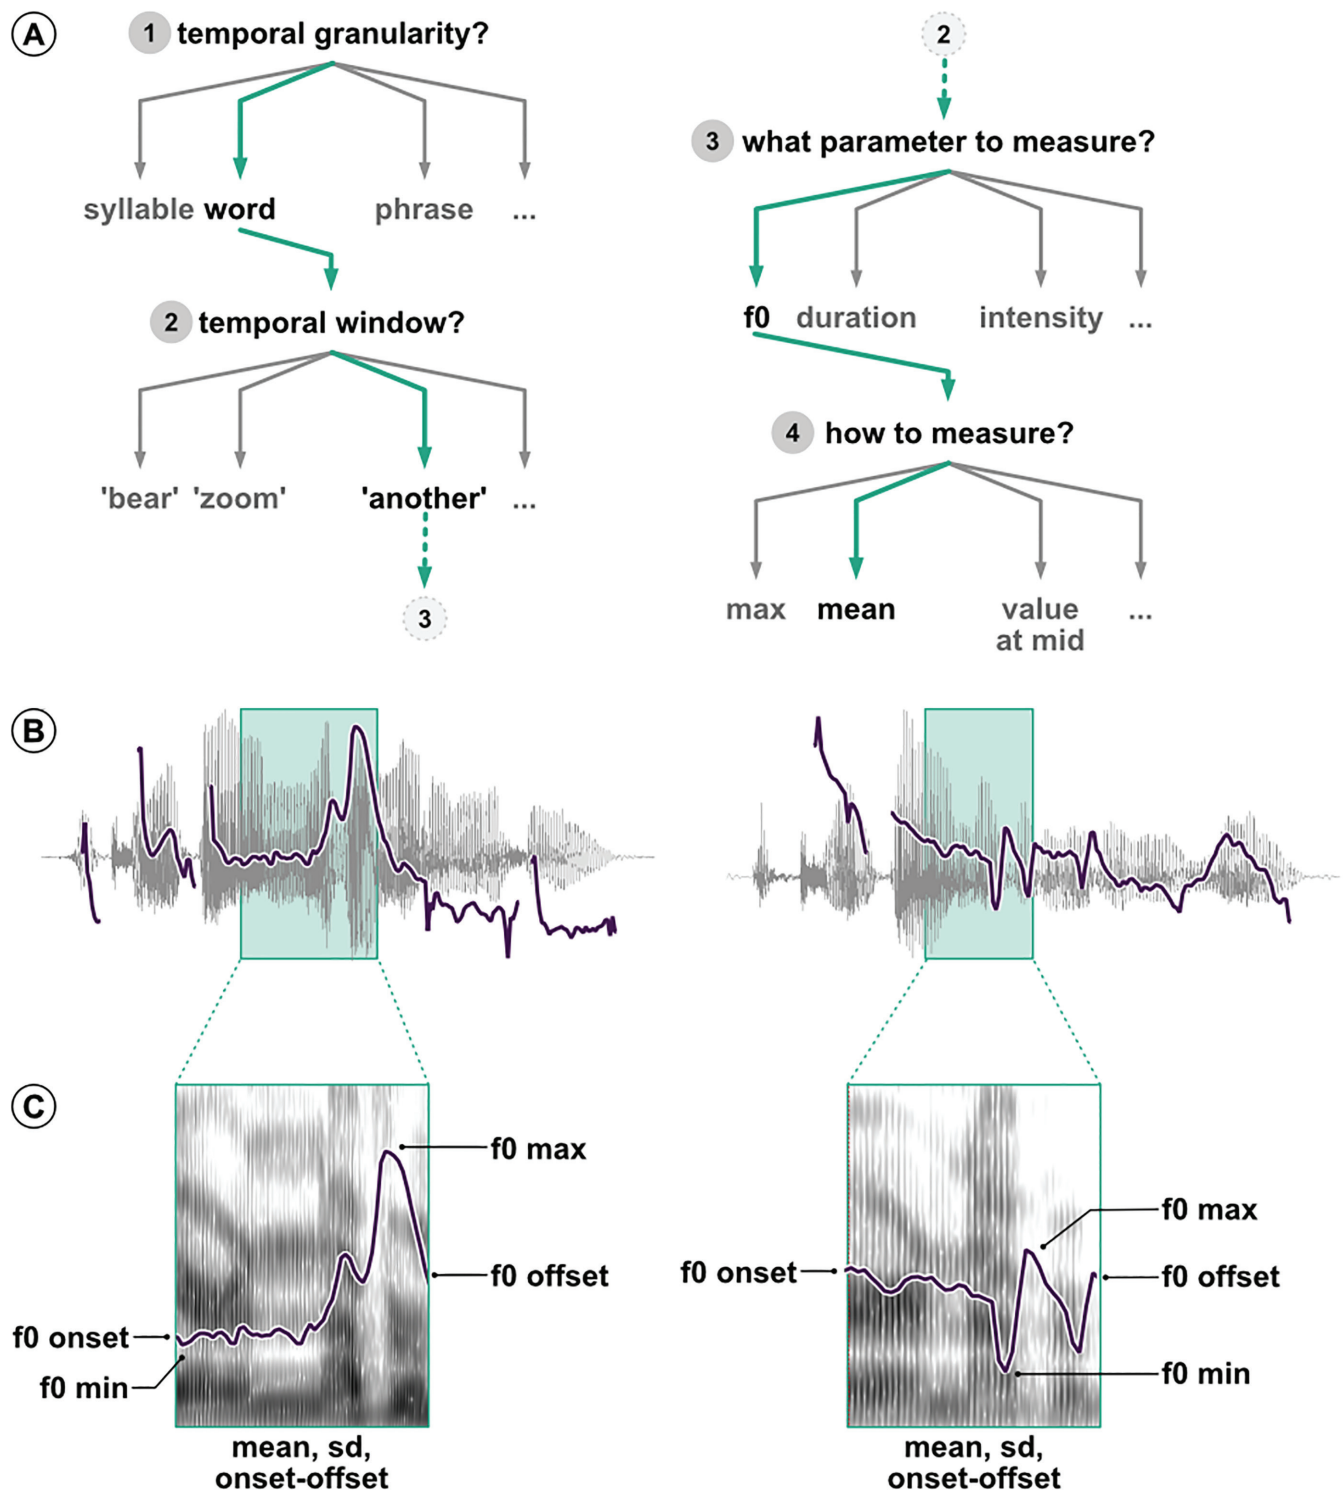 A
1 temporal granularity?
syllable word phrase ...
2 temporal window?
'bear' 'zoom' 'another' ...
3
2
3 what parameter to measure?
f0 duration intensity ...
4 how to measure?
max mean value
at mid ...
B
C
f0 max
f0 offset
f0 onset
f0 min
mean, sd,
onset-offset
f0 max
f0 onset
f0 offset
f0 min
mean, sd,
onset-offset